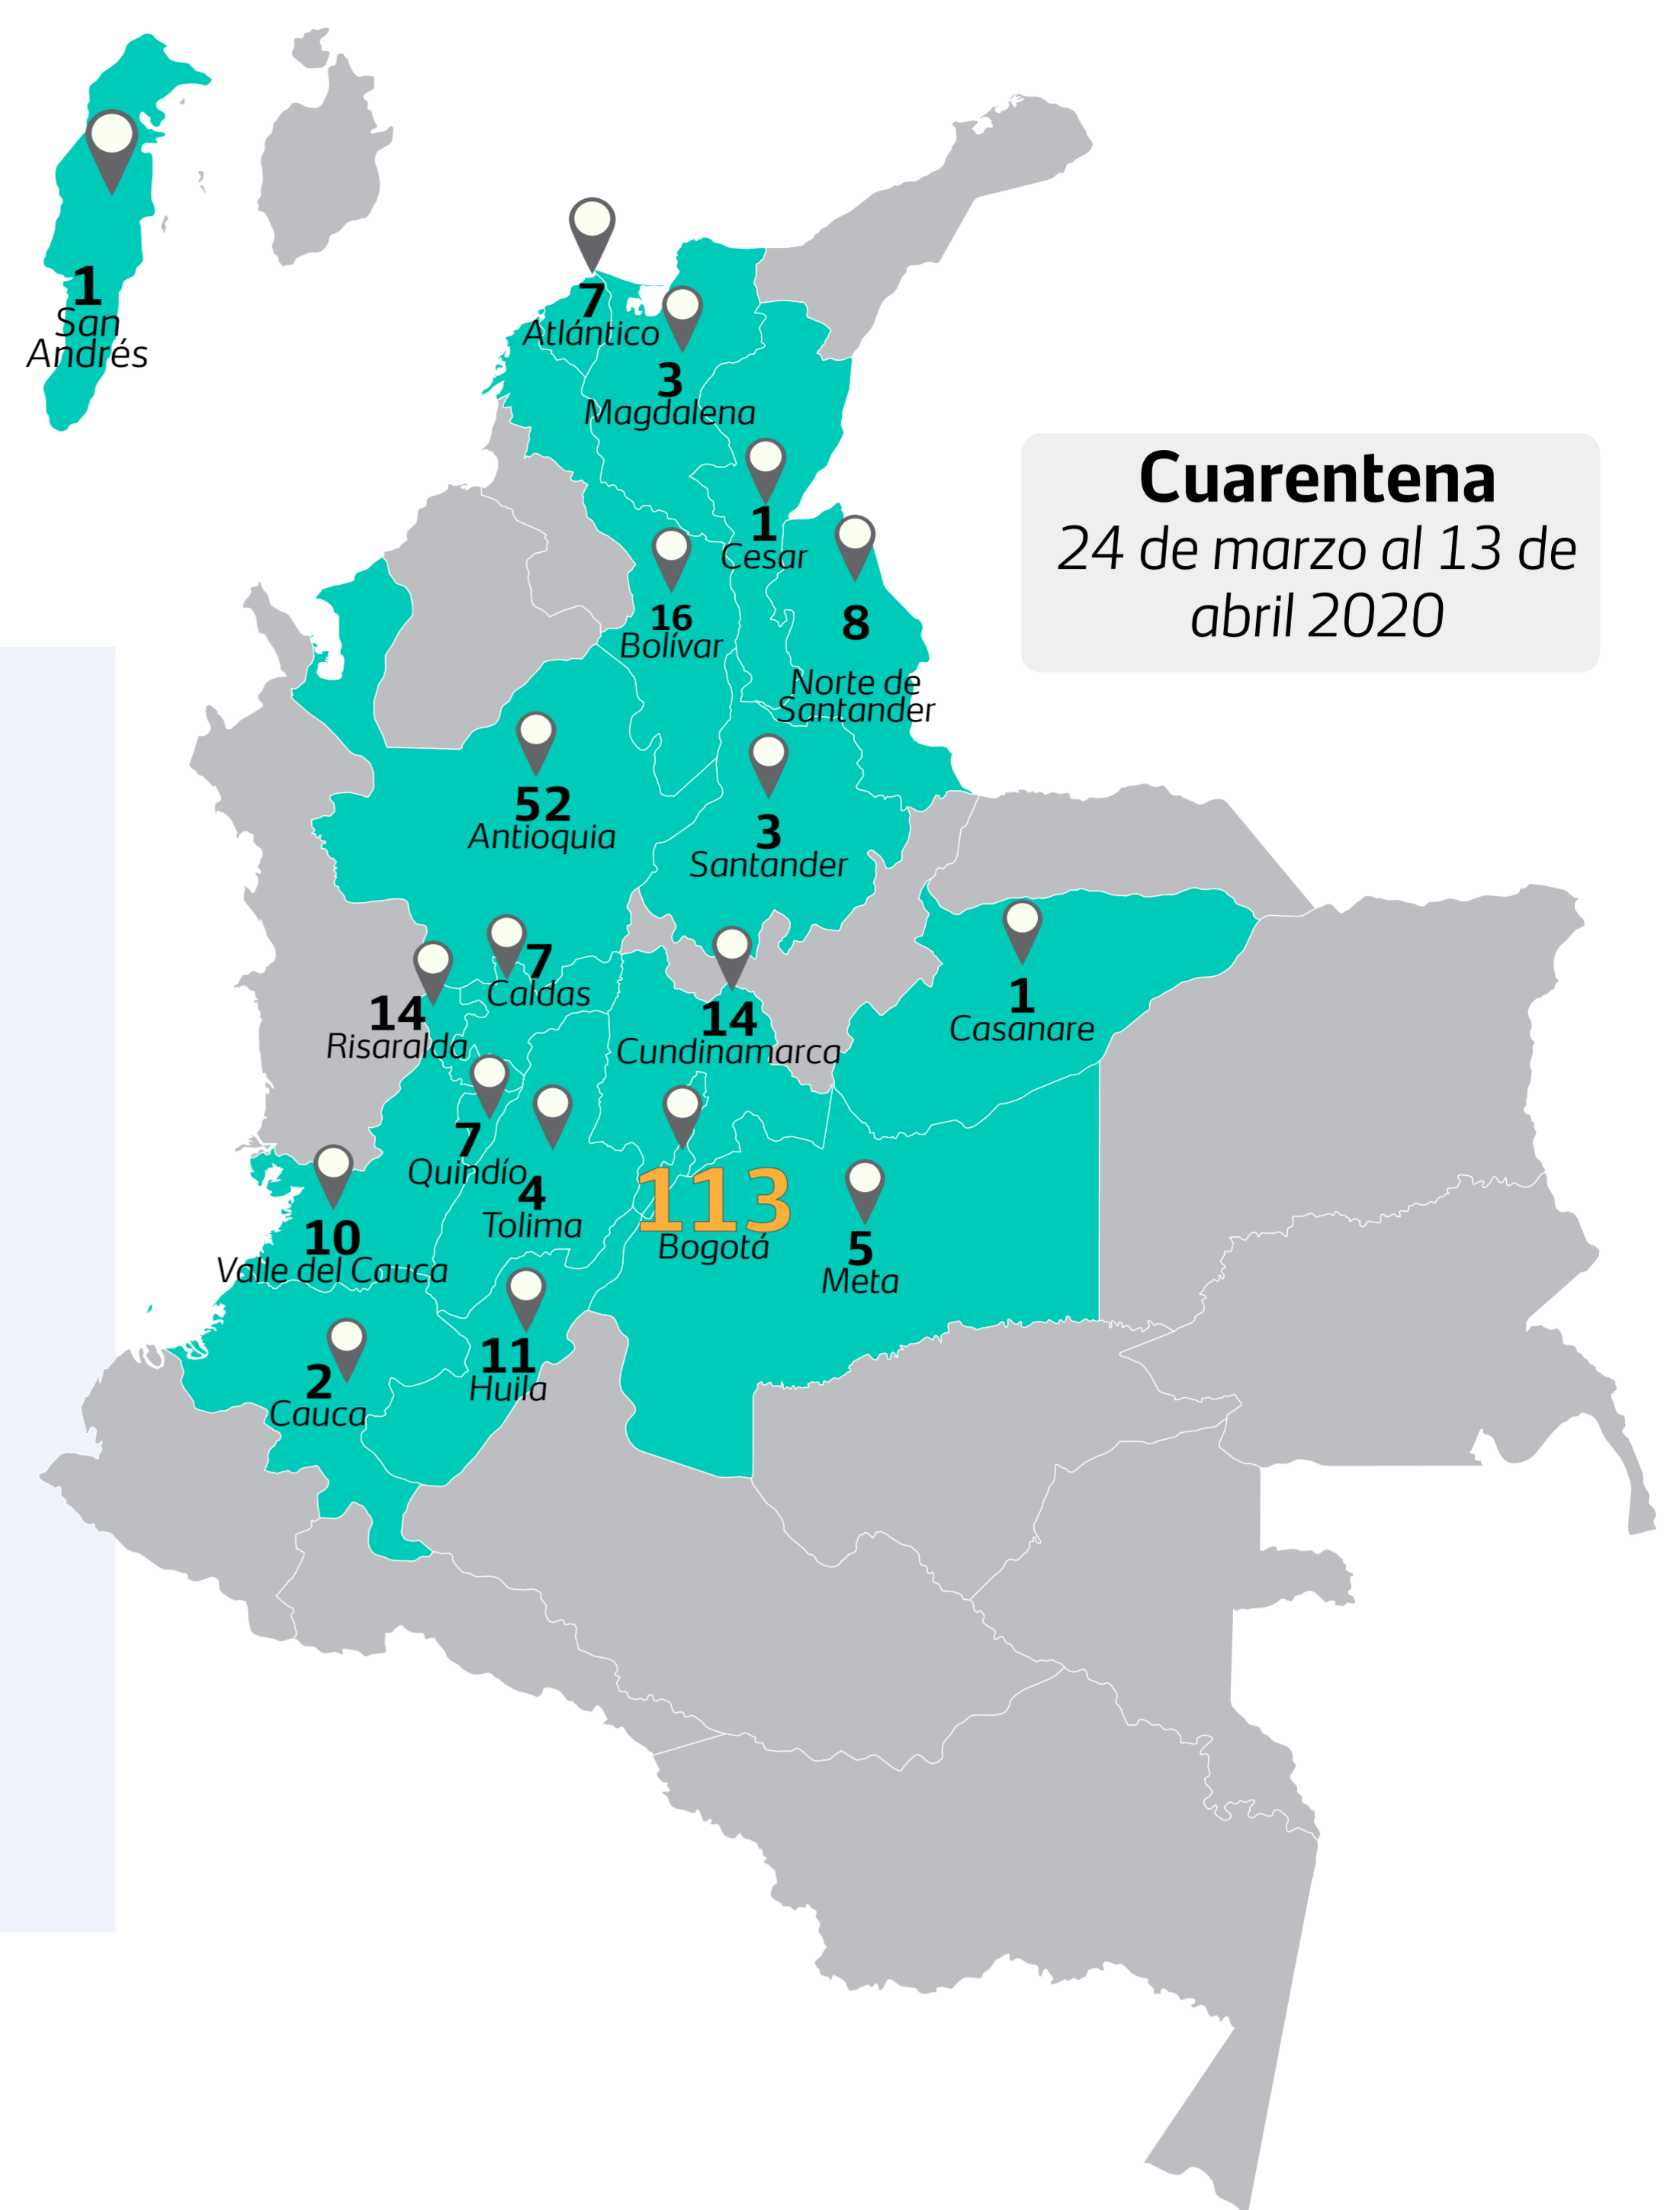 1
San
Andrés
7
Atlántico
3
Magdalena
Cuarentena
24 de marzo al 13 de
abril 2020
1
Cesar
16
Bolívar
8
Norte de
Santander
52
Antioquia
3
Santander
7
Caldas
14
Risaralda
14
Cundinamarca
1
Casanare
7
Quindío
4
Tolima
113
Bogotá
10
Valle del Cauca
5
Meta
11
Huila
2
Cauca